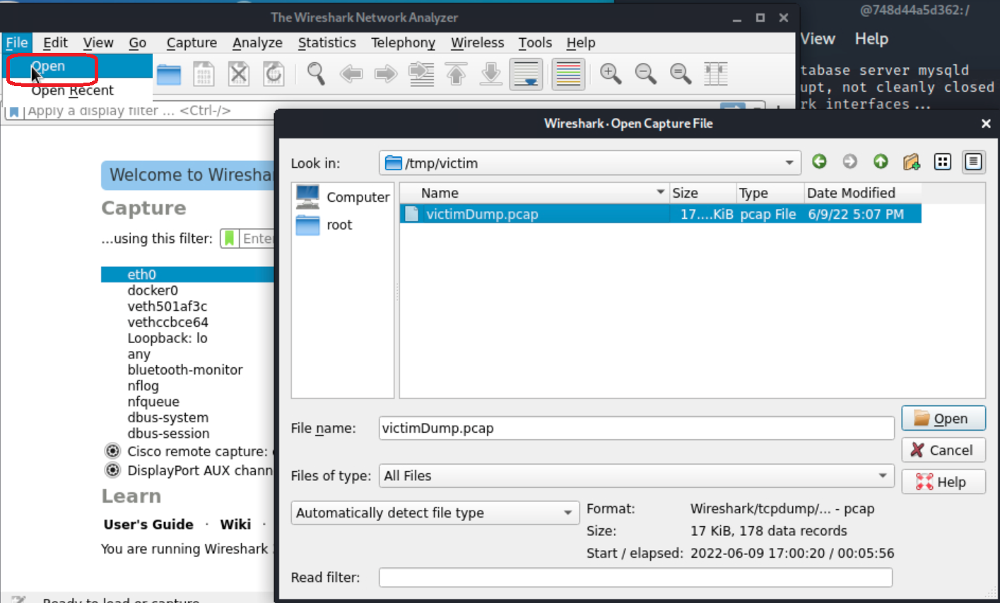 @748d44a5d362:/
The Wireshark Network Analyzer
File Edit View Go Capture Analyze Statistics Telephony Wireless Tools Help
View Help
Open
Open Recent
tabase server mysqld
upt, not cleanly closed
rk interfaces...
Apply a display filter ... <Ctrl-/>
Wireshark · Open Capture File
Look in: /tmp/victim
Computer
root
Name Size Type Date Modified
victimDump.pcap 17....KiB pcap File 6/9/22 5:07 PM
Welcome to Wireshar
Capture
...using this filter: Enter
eth0
docker0
veth501af3c
vethccbce64
Loopback: lo
any
bluetooth-monitor
nflog
nfqueue
dbus-system
dbus-session
Cisco remote capture:
DisplayPort AUX chann
Learn
User's Guide · Wiki ·
You are running Wireshark
Ready to load or capture
File name: victimDump.pcap
Open
Cancel
Files of type: All Files
Help
Automatically detect file type
Format: Wireshark/tcpdump/... - pcap
Size: 17 KiB, 178 data records
Start / elapsed: 2022-06-09 17:00:20 / 00:05:56
Read filter: